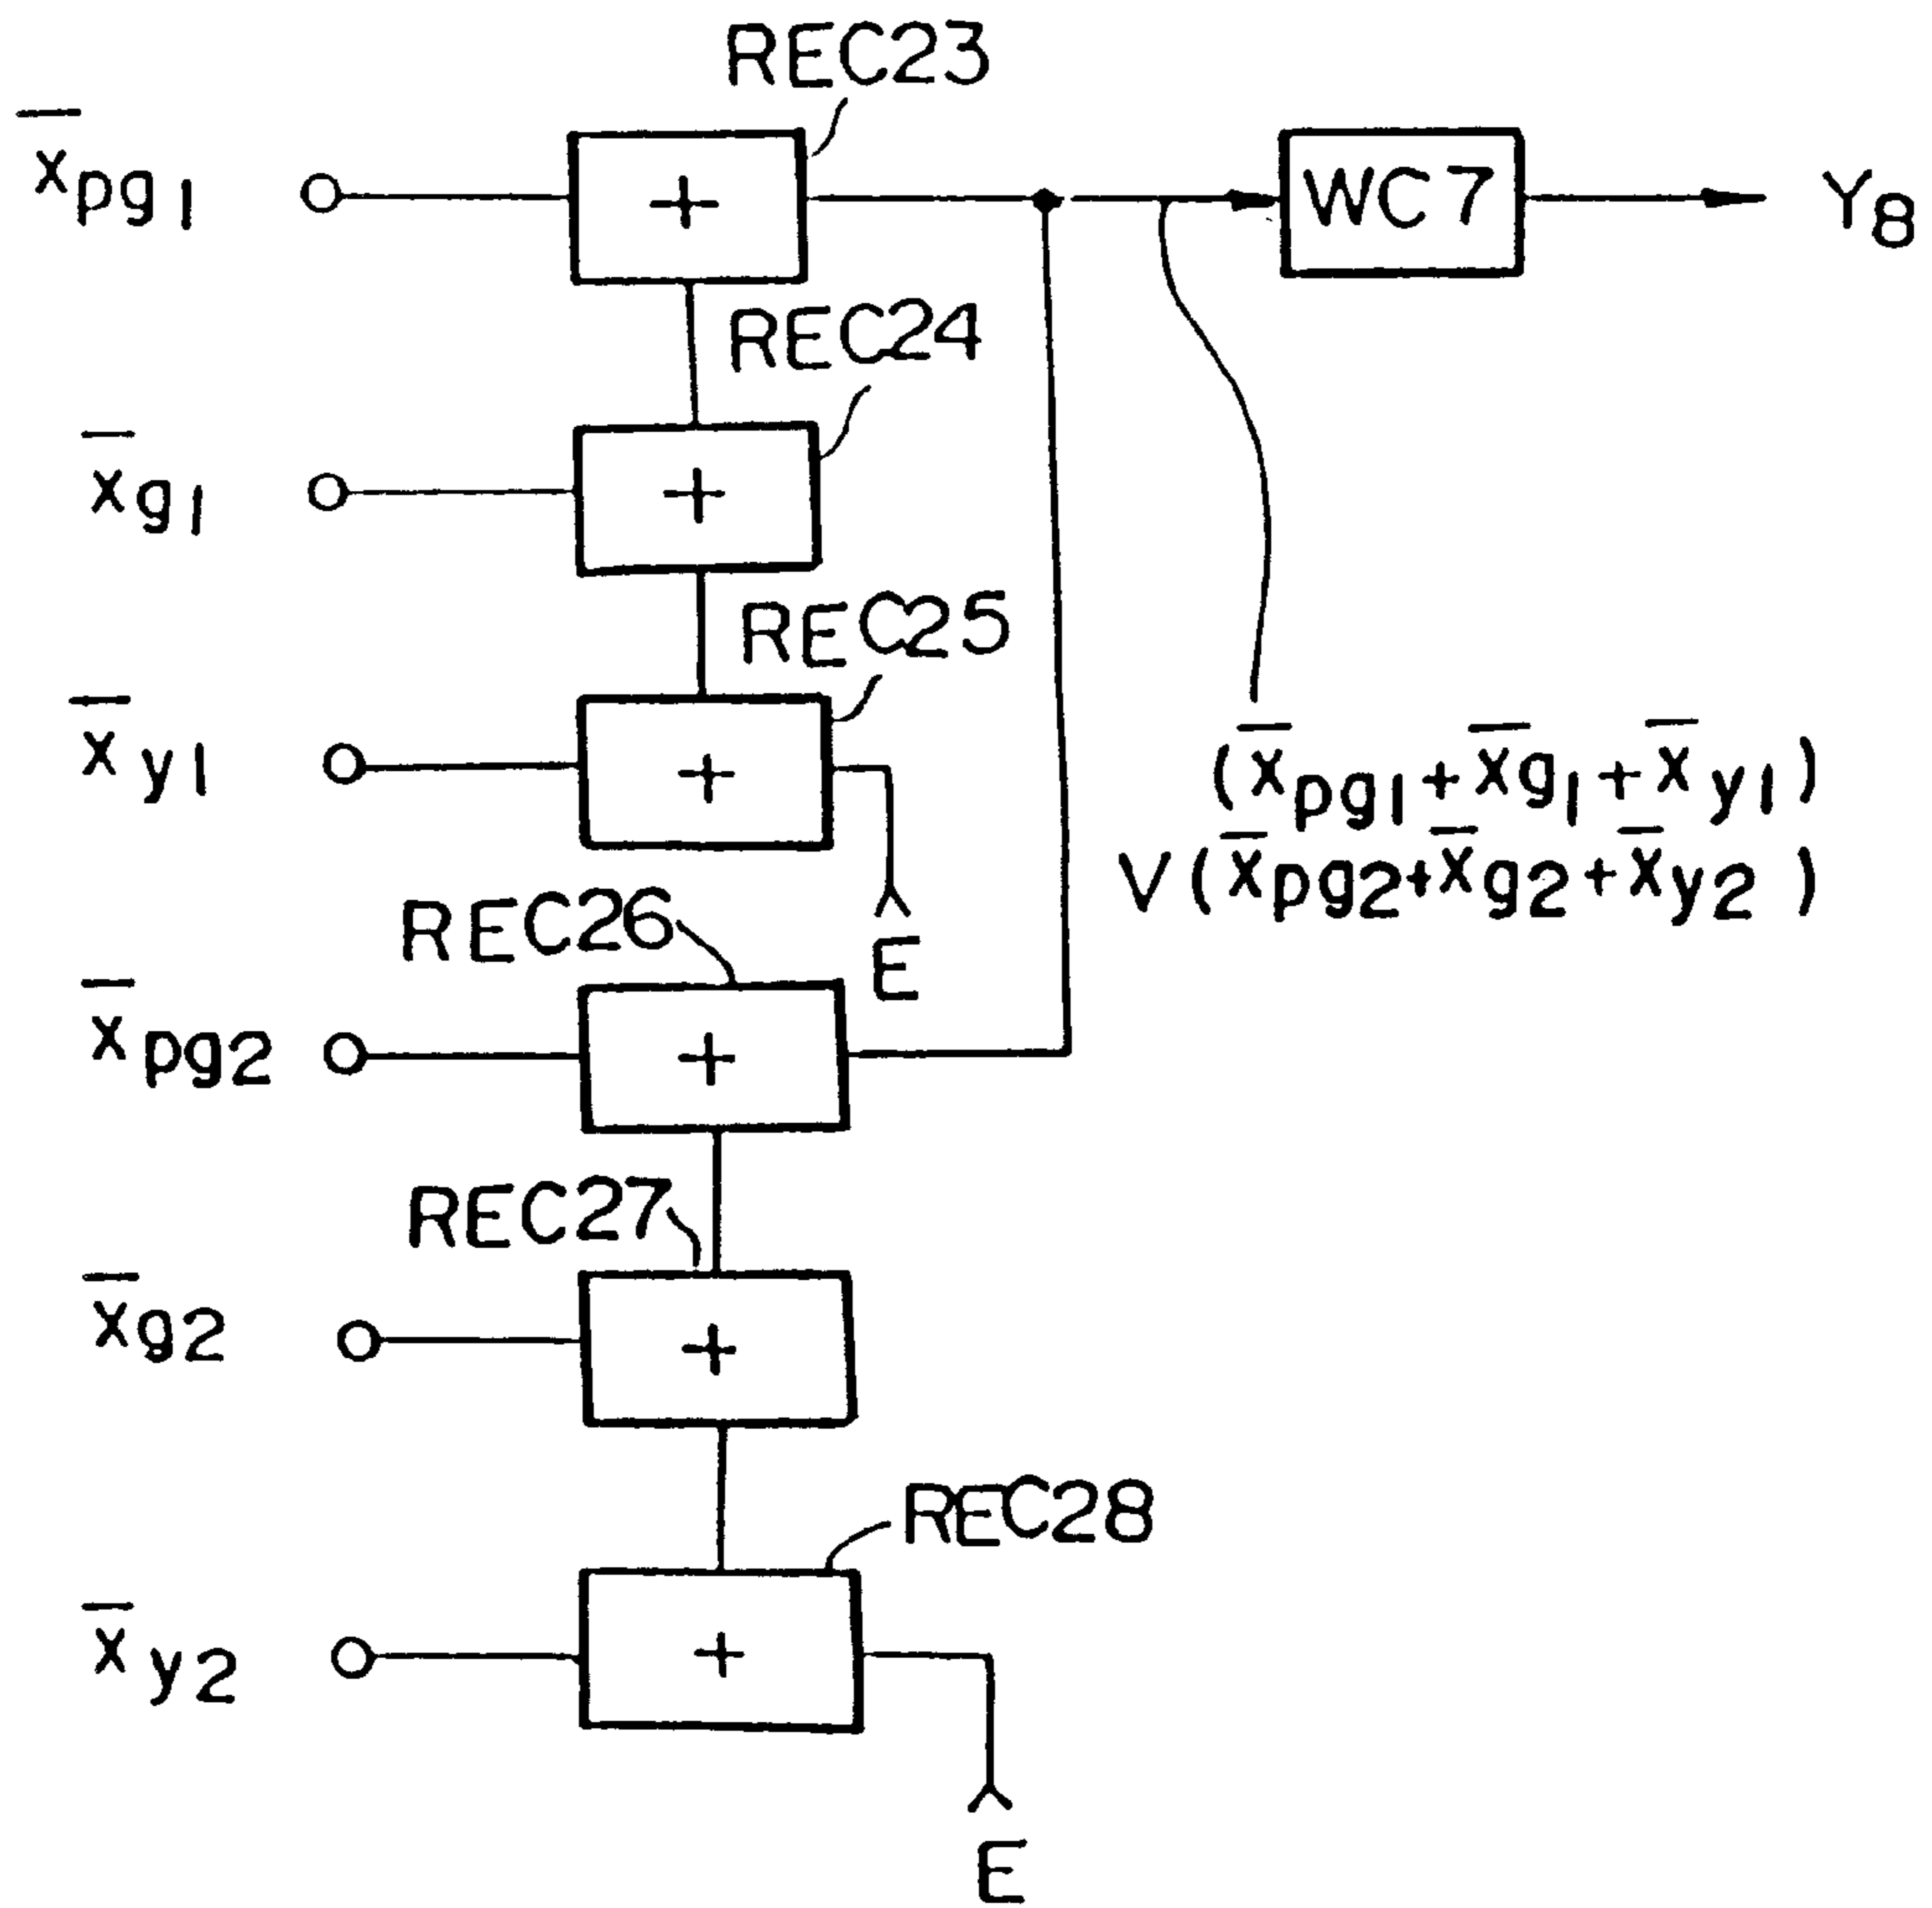 REC23
x̅pg1
+
WC7
Y8
REC24
x̅g1
+
REC25
x̅y1
+
(x̅pg1+x̅g1+x̅y1)
V(x̅pg2+x̅g2+x̅y2)
REC26
E
x̅pg2
+
REC27
x̅g2
+
REC28
x̅y2
+
E